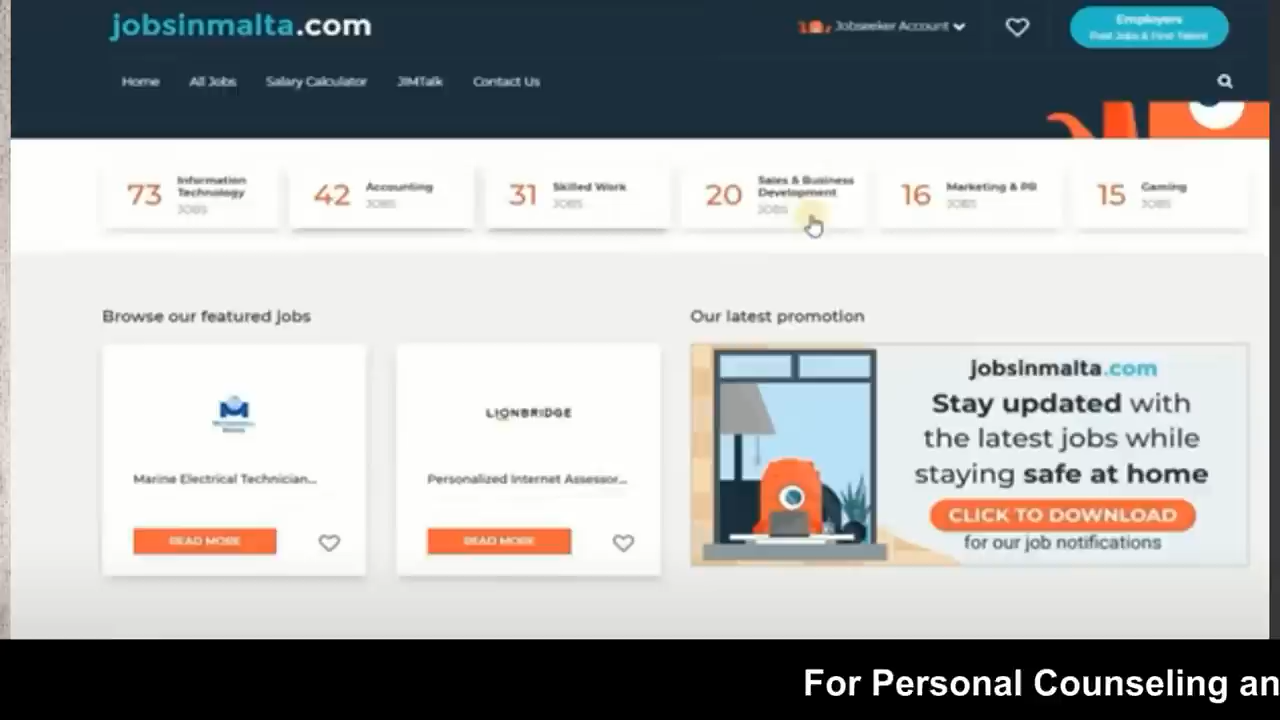 jobsinmalta.com
Jobseeker Account
Employers
Post Jobs & Find Talent
Home
All Jobs
Salary Calculator
JIMTalk
Contact Us
73 Information Technology JOBS
42 Accounting JOBS
31 Skilled Work JOBS
20 Sales & Business Development JOBS
16 Marketing & PR JOBS
15 Gaming JOBS
Browse our featured jobs
Our latest promotion
LIONBRIDGE
Marine Electrical Technician...
Personalized Internet Assessor...
READ MORE
READ MORE
jobsinmalta.com
Stay updated with
the latest jobs while
staying safe at home
CLICK TO DOWNLOAD
for our job notifications
For Personal Counseling an